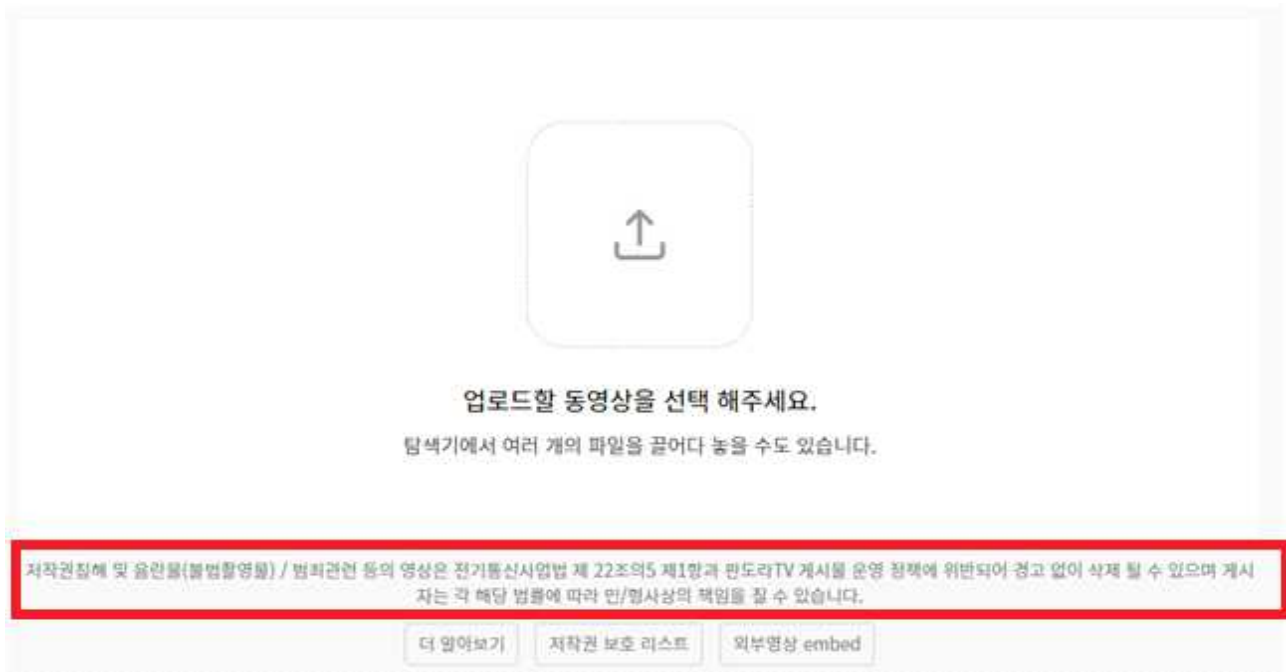 업로드할 동영상을 선택 해주세요.
탐색기에서 여러 개의 파일을 끌어다 놓을 수도 있습니다.
저작권침해 및 음란물(불법촬영물) / 범죄관련 등의 영상은 전기통신사업법 제 22조의5 제1항과 판도라TV 게시물 운영 정책에 위반되어 경고 없이 삭제 될 수 있으며 게시
자는 각 해당 법률에 따라 민/형사상의 책임을 질 수 있습니다.
더 알아보기
저작권 보호 리스트
외부영상 embed